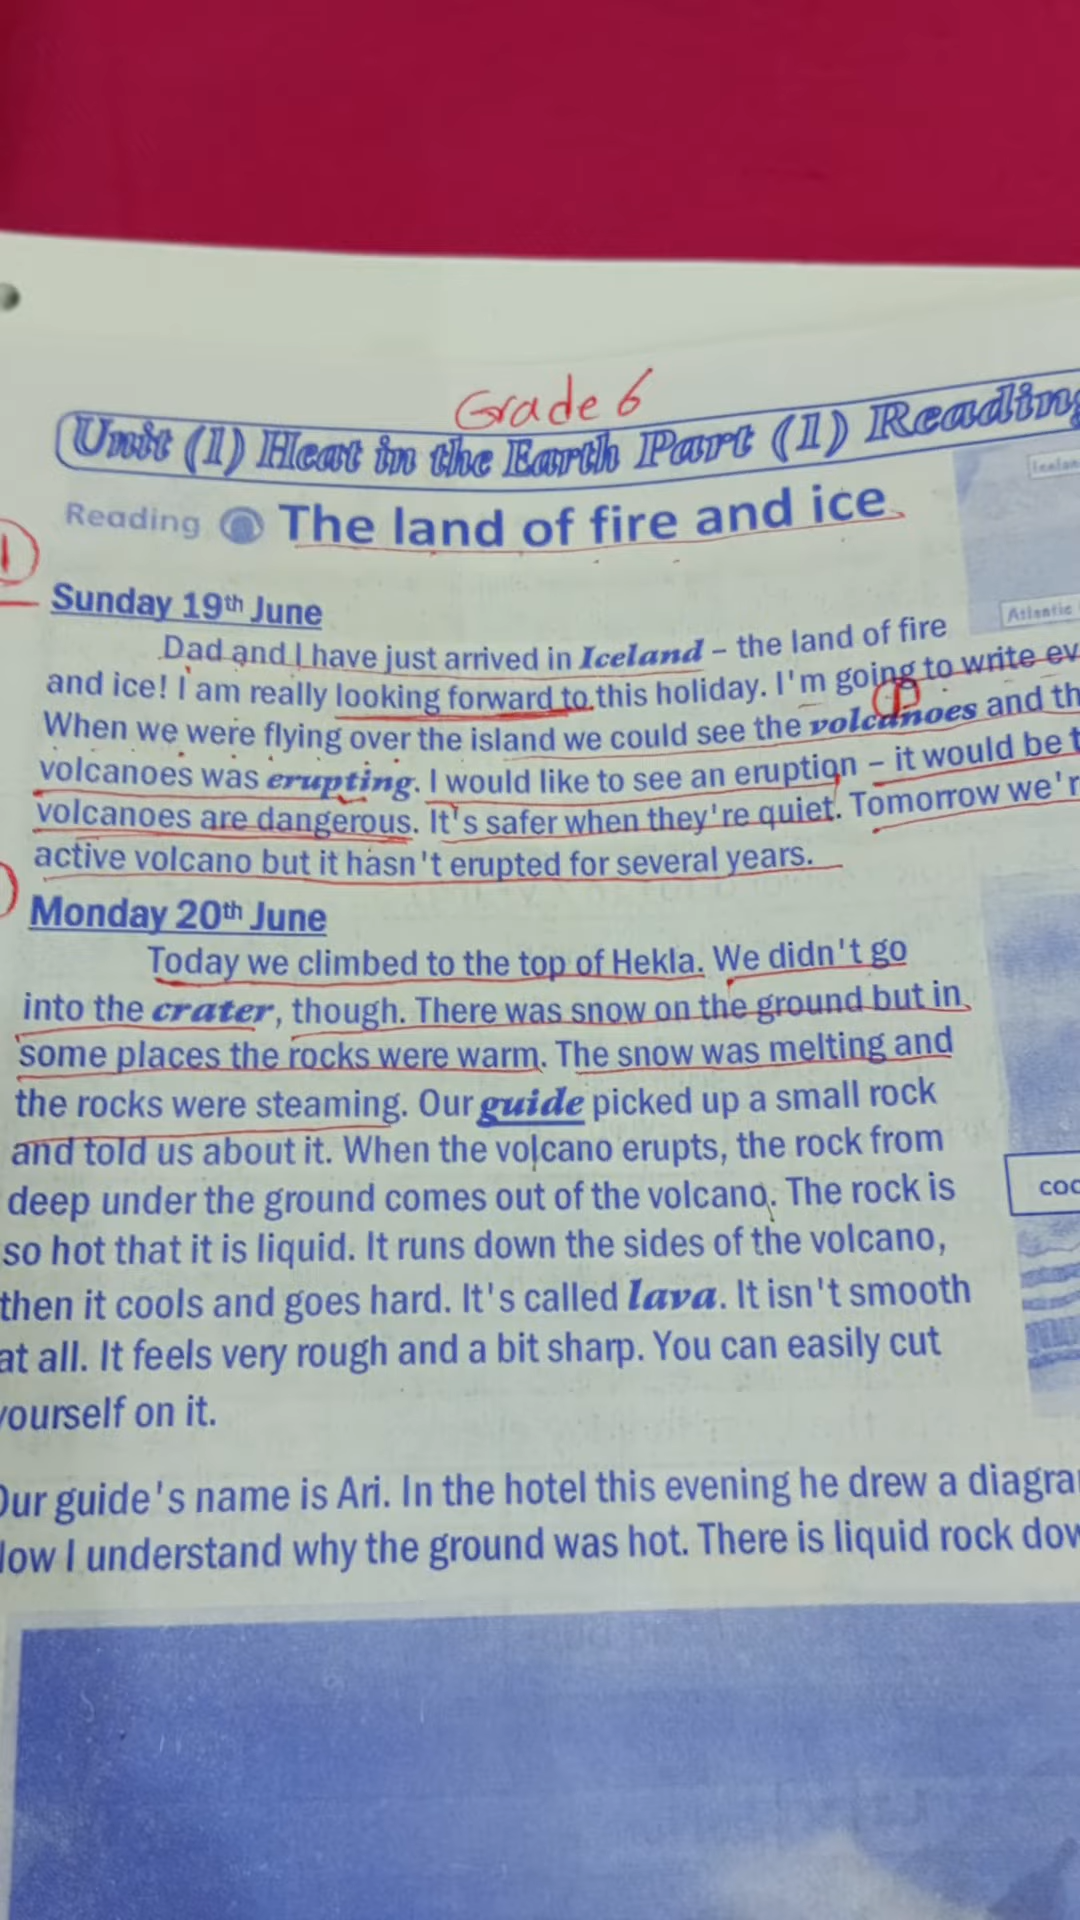 Grade 6
Unit (1) Heat in the Earth Part (1) Reading
Reading The land of fire and ice
1
Sunday 19th June
Dad and I have just arrived in Iceland – the land of fire
and ice! I am really looking forward to this holiday. I'm going to write ev
When we were flying over the island we could see the volcanoes and th
volcanoes was erupting. I would like to see an eruption – it would be t
volcanoes are dangerous. It's safer when they're quiet. Tomorrow we'r
active volcano but it hasn't erupted for several years.
Monday 20th June
Today we climbed to the top of Hekla. We didn't go
into the crater, though. There was snow on the ground but in
some places the rocks were warm. The snow was melting and
the rocks were steaming. Our guide picked up a small rock
and told us about it. When the volcano erupts, the rock from
deep under the ground comes out of the volcano. The rock is
so hot that it is liquid. It runs down the sides of the volcano,
then it cools and goes hard. It's called lava. It isn't smooth
at all. It feels very rough and a bit sharp. You can easily cut
yourself on it.
Our guide's name is Ari. In the hotel this evening he drew a diagra
Now I understand why the ground was hot. There is liquid rock dow
Atlantic
coo